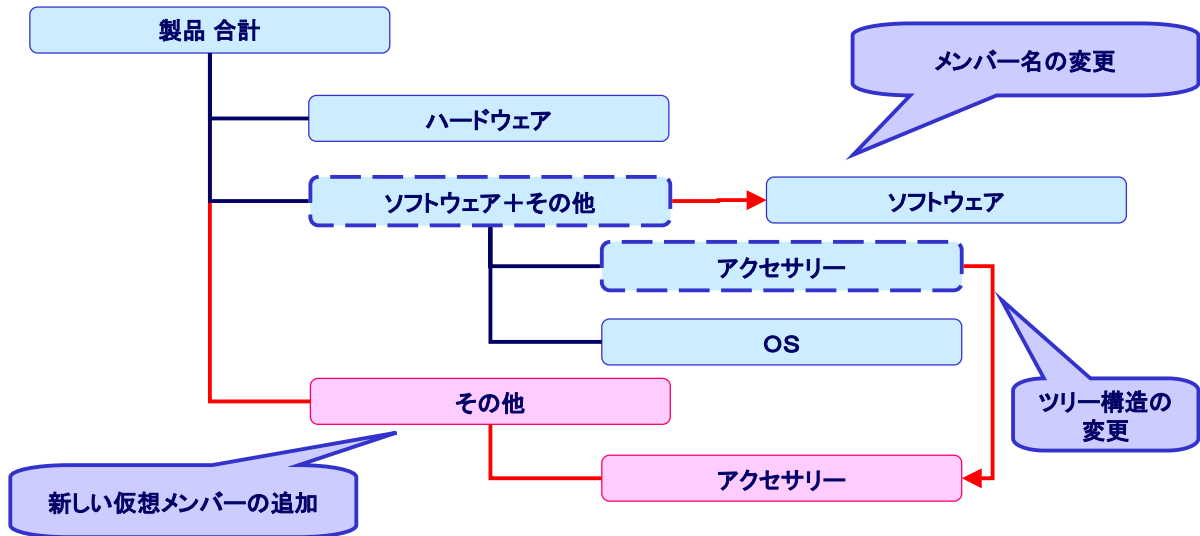 製品 合計
メンバー名の変更
ハードウェア
ソフトウェア＋その他
ソフトウェア
アクセサリー
OS
その他
ツリー構造の
変更
アクセサリー
新しい仮想メンバーの追加